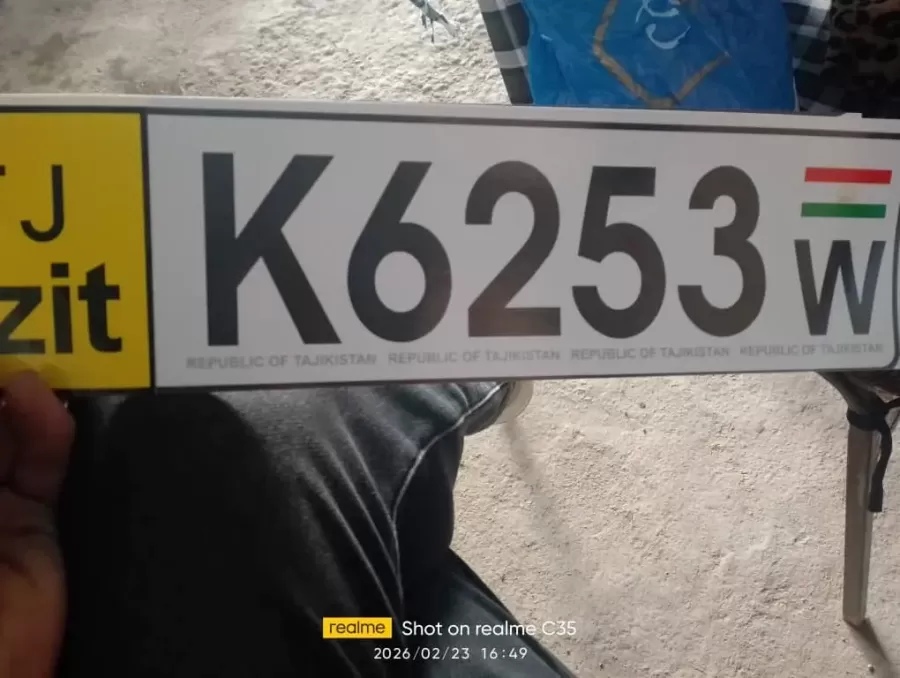 TJ
zit
K6253
W
REPUBLIC OF TAJIKISTAN REPUBLIC OF TAJIKISTAN REPUBLIC OF TAJIKISTAN REPUBLIC OF TAJIKISTAN
realme Shot on realme C35
2026/02/23 16:49